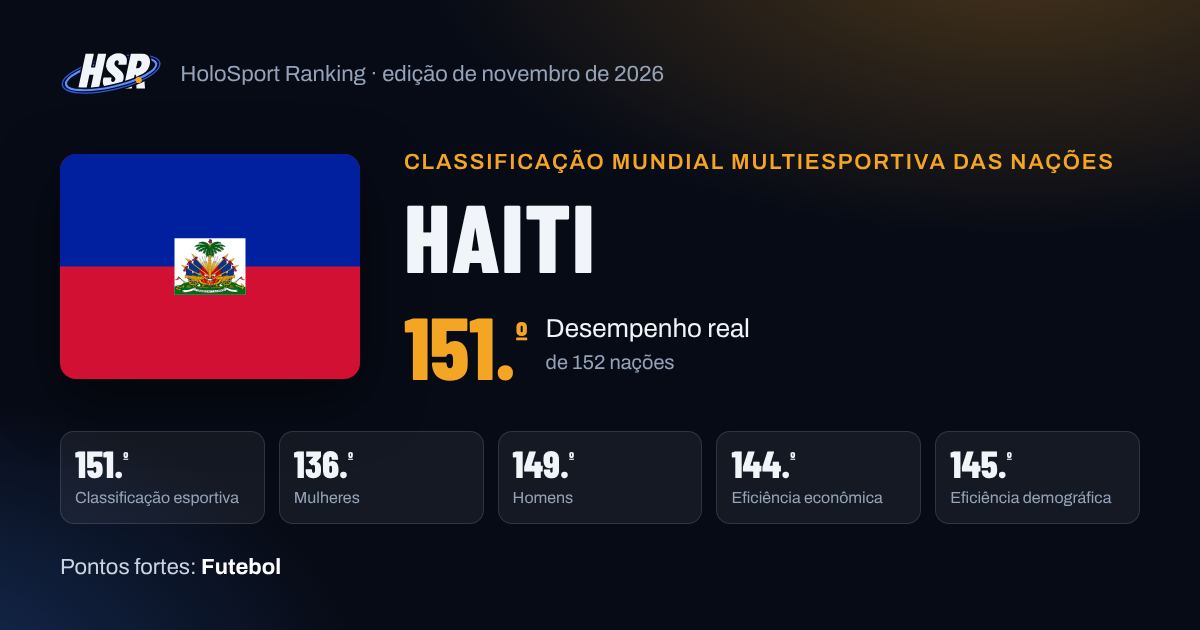 HSR HoloSport Ranking · edição de novembro de 2026
CLASSIFICAÇÃO MUNDIAL MULTIESPORTIVA DAS NAÇÕES
HAITI
151.º Desempenho real
de 152 nações
151.º
Classificação esportiva
136.º
Mulheres
149.º
Homens
144.º
Eficiência econômica
145.º
Eficiência demográfica
Pontos fortes: Futebol